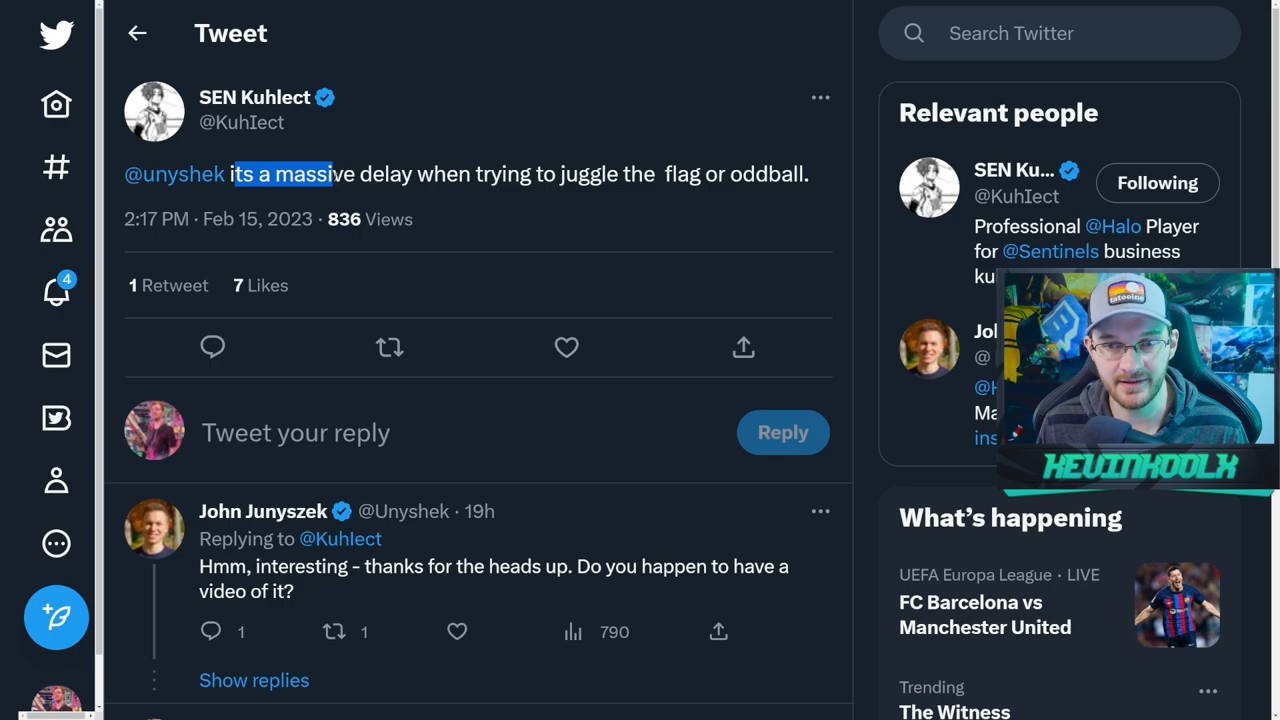 Tweet
SEN Kuhlect
@KuhIect
@unyshek its a massive delay when trying to juggle the flag or oddball.
2:17 PM · Feb 15, 2023 · 836 Views
1 Retweet 7 Likes
Tweet your reply
Reply
John Junyszek @Unyshek · 19h
Replying to @KuhIect
Hmm, interesting - thanks for the heads up. Do you happen to have a
video of it?
1 1 790
Show replies
4
Search Twitter
Relevant people
SEN Ku...
@KuhIect
Following
Professional @Halo Player
for @Sentinels business
ku
Jo
@
@H
Ma
ins
tatooine
KEVINKOOLX
What's happening
UEFA Europa League · LIVE
FC Barcelona vs
Manchester United
Trending
The Witness